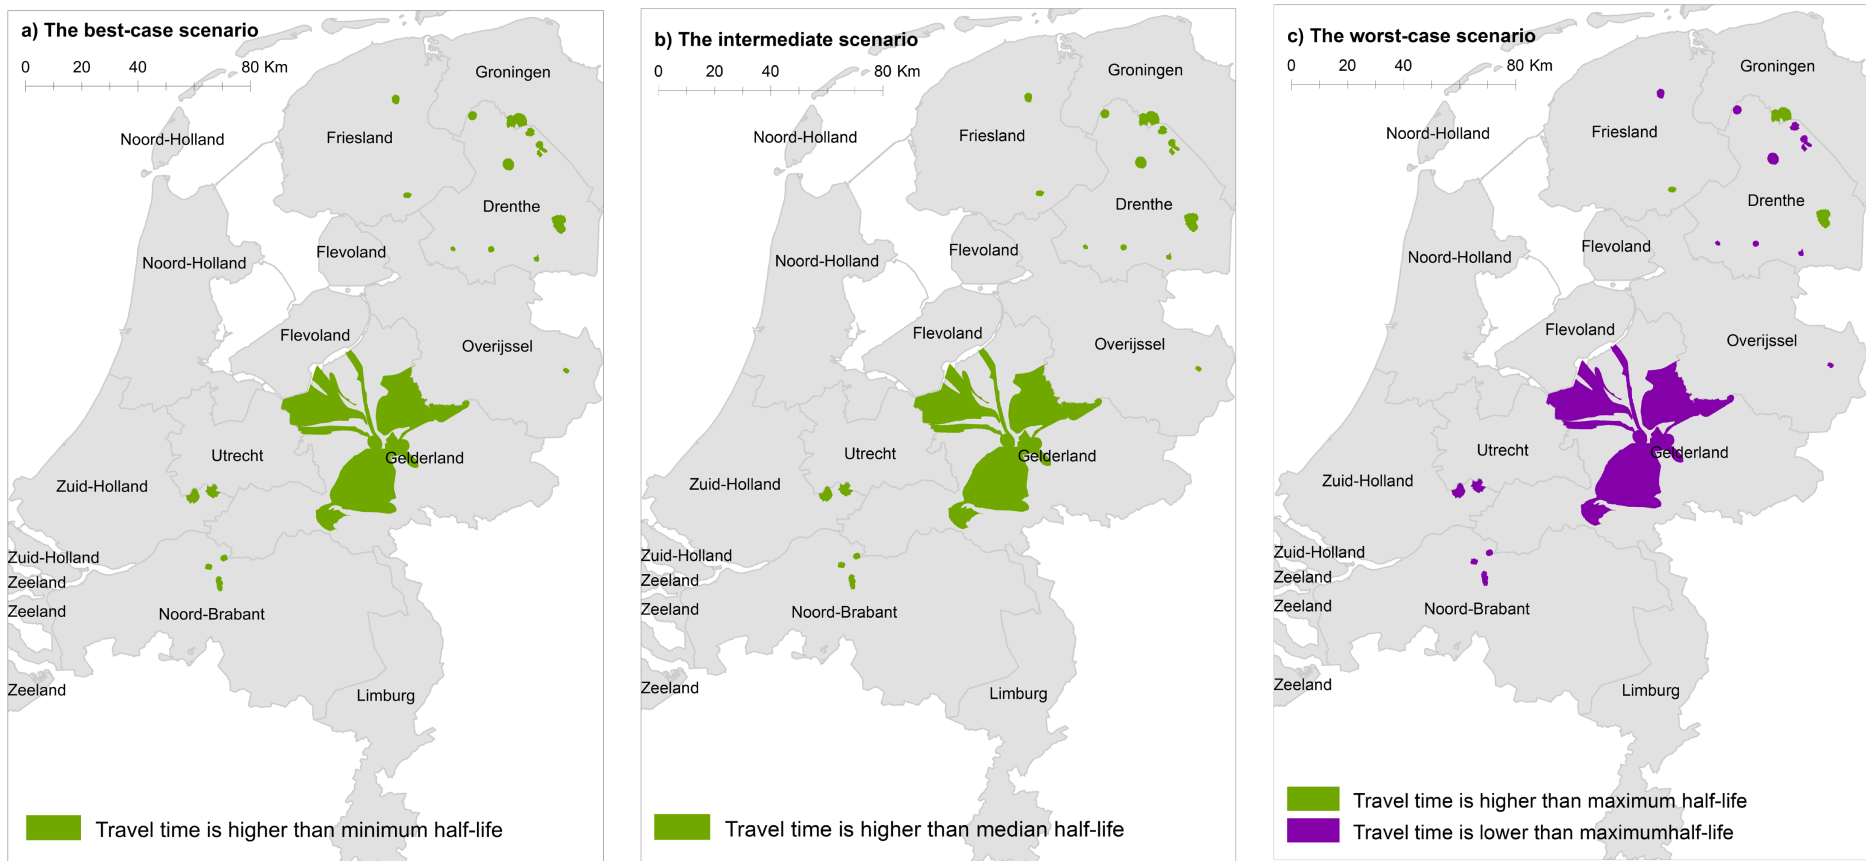 a) The best-case scenario
0 20 40 80 Km
Groningen
Noord-Holland
Friesland
Drenthe
Flevoland
Noord-Holland
Flevoland
Overijssel
Utrecht
Gelderland
Zuid-Holland
Zuid-Holland
Zeeland
Zeeland
Noord-Brabant
Zeeland
Limburg
Travel time is higher than minimum half-life
b) The intermediate scenario
0 20 40 80 Km
Groningen
Noord-Holland
Friesland
Drenthe
Flevoland
Noord-Holland
Flevoland
Overijssel
Utrecht
Gelderland
Zuid-Holland
Zuid-Holland
Zeeland
Zeeland
Noord-Brabant
Zeeland
Limburg
Travel time is higher than median half-life
c) The worst-case scenario
0 20 40 80 Km
Groningen
Noord-Holland
Friesland
Drenthe
Flevoland
Noord-Holland
Flevoland
Overijssel
Utrecht
Gelderland
Zuid-Holland
Zuid-Holland
Zeeland
Zeeland
Noord-Brabant
Zeeland
Limburg
Travel time is higher than maximum half-life
Travel time is lower than maximumhalf-life